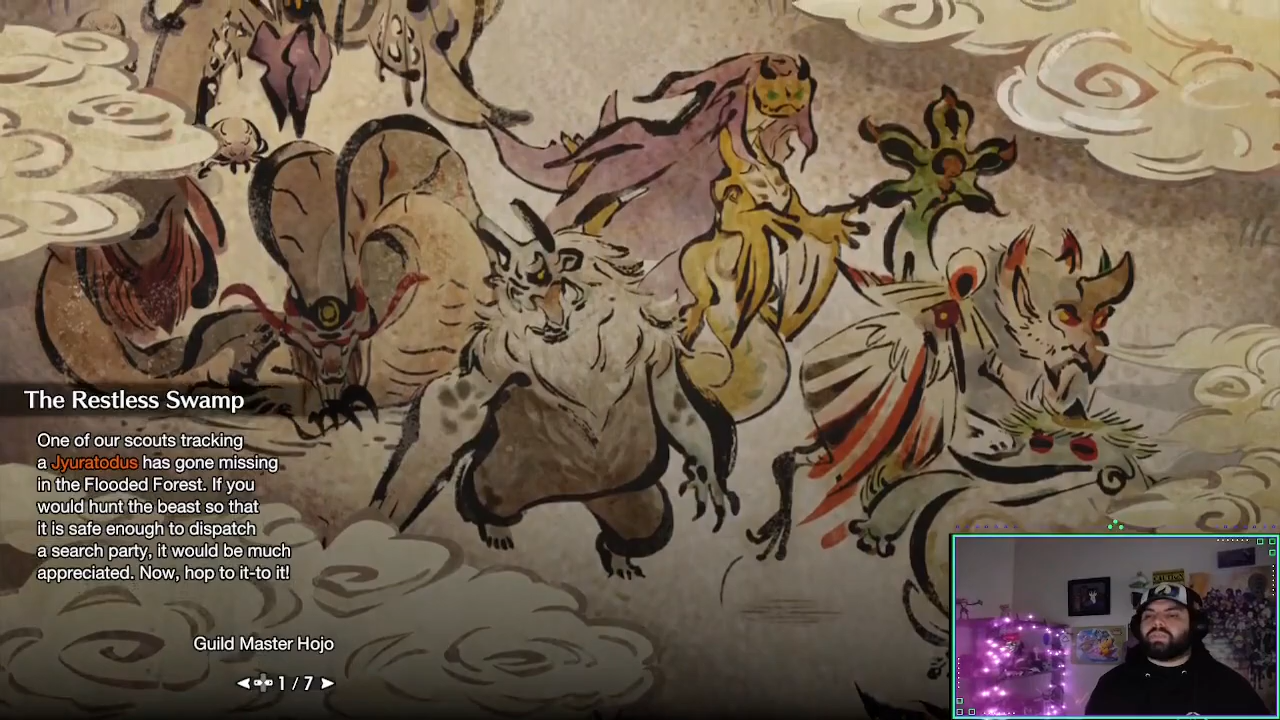 The Restless Swamp
One of our scouts tracking
a Jyuratodus has gone missing
in the Flooded Forest. If you
would hunt the beast so that
it is safe enough to dispatch
a search party, it would be much
appreciated. Now, hop to it-to it!
Guild Master Hojo
1 / 7
CAUTION